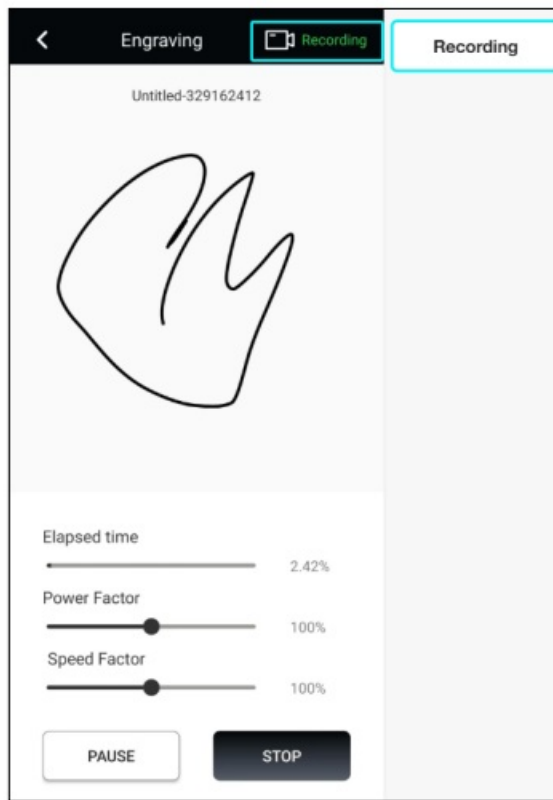 Engraving
Recording
Recording
Untitled-329162412
Elapsed time
2.42%
Power Factor
100%
Speed Factor
100%
PAUSE
STOP